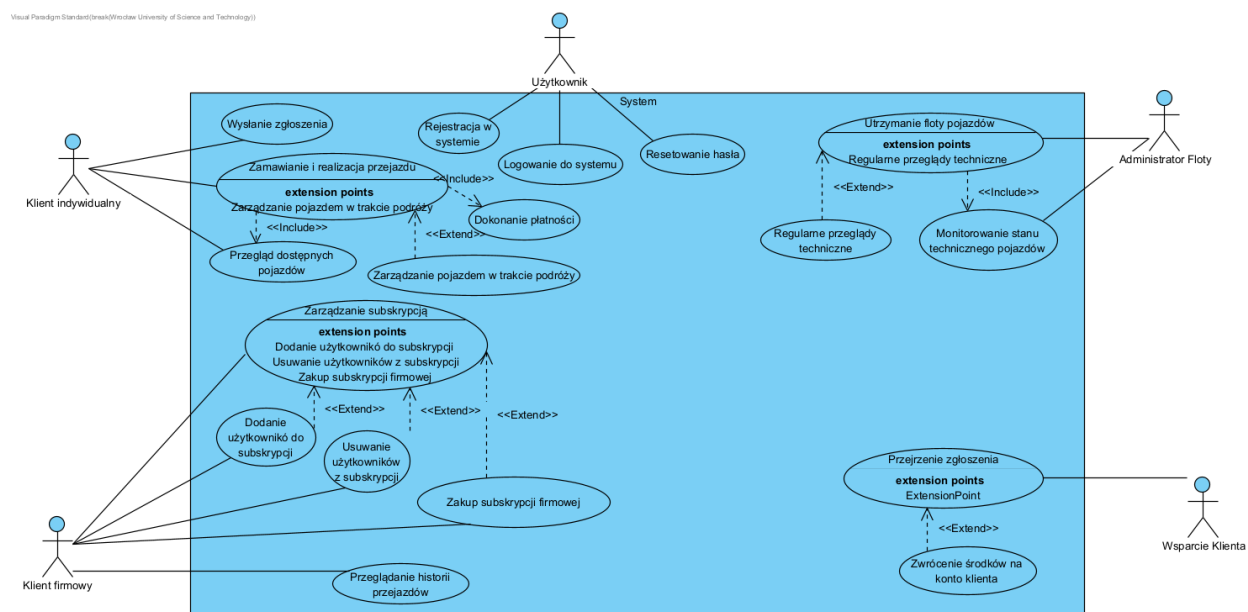 Visual Paradigm Standard(break(Wroclaw University of Science and Technology))
Użytkownik
System
Wysłanie zgłoszenia
Rejestracja w
systemie
Logowanie do systemu
Resetowanie hasła
Utrzymanie floty pojazdów
extension points
Regularne przeglądy techniczne
Administrator Floty
Klient indywidualny
Zamawianie i realizacja przejazdu
extension points
Zarządzanie pojazdem w trakcie podróży
<<Include>>
Dokonanie płatności
<<Include>>
<<Extend>>
Przegląd dostępnych
pojazdów
Zarządzanie pojazdem w trakcie podróży
<<Extend>>
<<Include>>
Regularne przeglądy
techniczne
Monitorowanie stanu
technicznego pojazdów
Zarządzanie subskrypcją
extension points
Dodanie użytkownikó do subskrypcji
Usuwanie użytkowników z subskrypcji
Zakup subskrypcji firmowej
<<Extend>>
<<Extend>>
<<Extend>>
Dodanie
użytkownikó do
subskrypcji
Usuwanie
użytkowników
z subskrypcji
Zakup subskrypcji firmowej
Przejrzenie zgłoszenia
extension points
ExtensionPoint
<<Extend>>
Wsparcie Klienta
Zwrócenie środków na
konto klienta
Klient firmowy
Przeglądanie historii
przejazdów